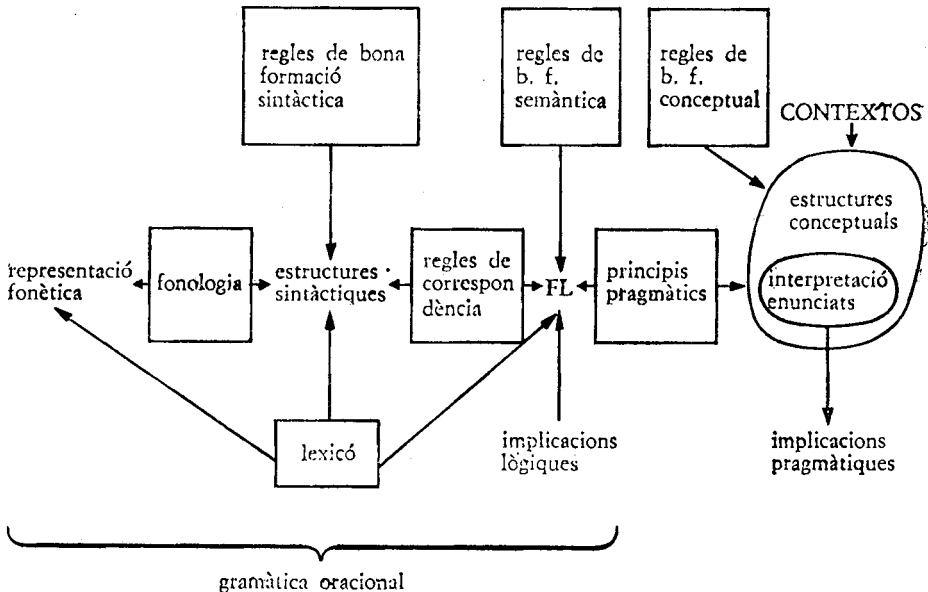 regles de bona
formació
sintàctica
regles de
b. f.
semàntica
regles de
b. f.
conceptual
CONTEXTOS
estructures
conceptuals
representació
fonètica
fonologia
estructures
sintàctiques
regles de
correspon
dència
FL
principis
pragmàtics
interpretació
enunciats
lexicó
implicacions
lògiques
implicacions
pragmàtiques
gramàtica oracional